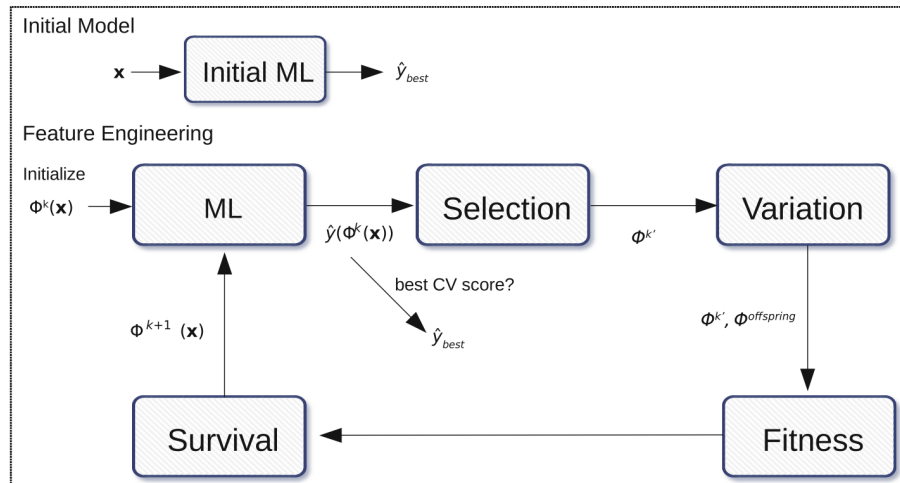 Initial Model
x
Initial ML
ŷbest
Feature Engineering
Initialize
Φᵏ(x)
ML
ŷ(Φᵏ(x))
Selection
Φᵏ′
Variation
best CV score?
ŷbest
Φᵏ⁺¹ (x)
Φᵏ′, Φᵒᶠᶠˢᵖʳⁱⁿᵍ
Survival
Fitness